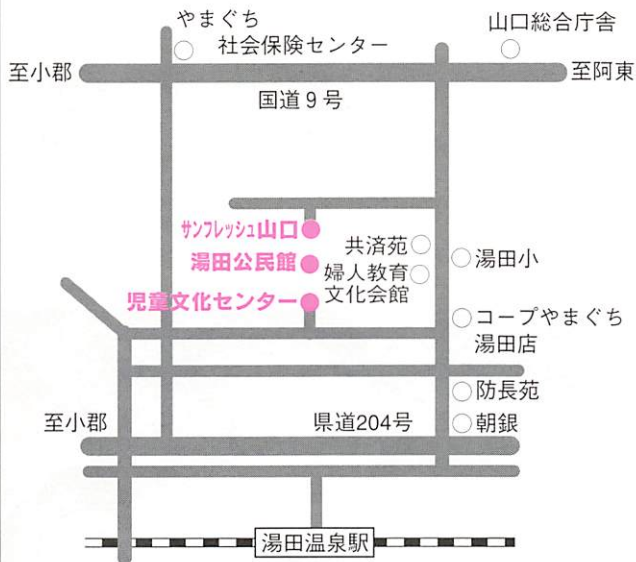 やまぐち
社会保険センター
山口総合庁舎
至小郡
至阿東
国道9号
サンフレッシュ山口
湯田公民館
児童文化センター
共済苑
婦人教育
文化会館
湯田小
コープやまぐち
湯田店
防長苑
朝銀
至小郡
県道204号
湯田温泉駅